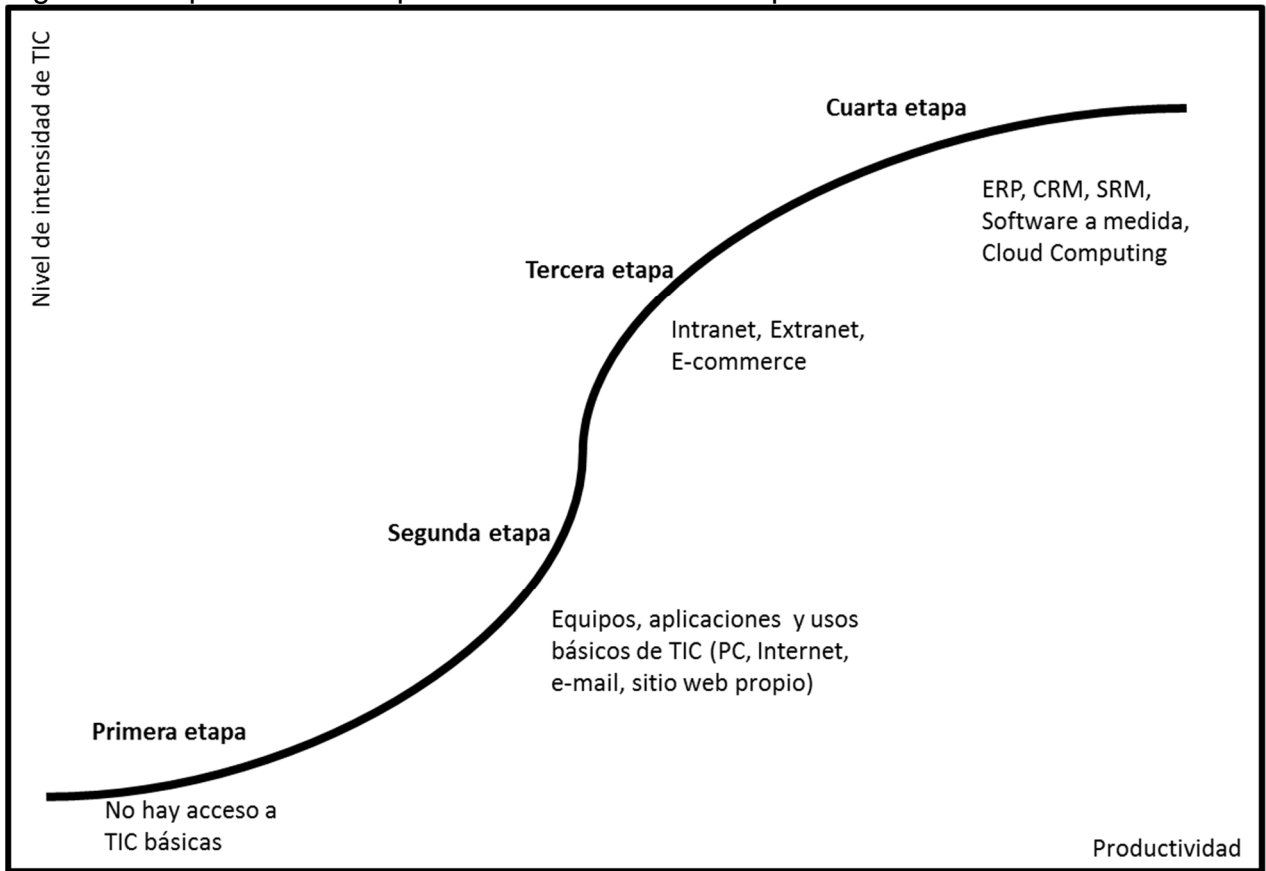 Nivel de intensidad de TIC
Cuarta etapa
ERP, CRM, SRM,
Software a medida,
Cloud Computing
Tercera etapa
Intranet, Extranet,
E-commerce
Segunda etapa
Equipos, aplicaciones y usos
básicos de TIC (PC, Internet,
e-mail, sitio web propio)
Primera etapa
No hay acceso a
TIC básicas
Productividad